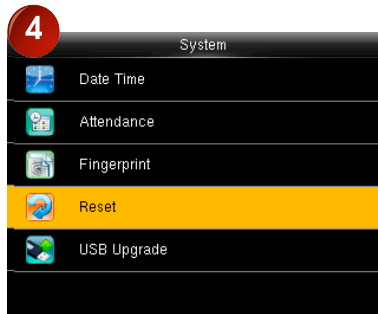 4
System
Date Time
Attendance
Fingerprint
Reset
USB Upgrade